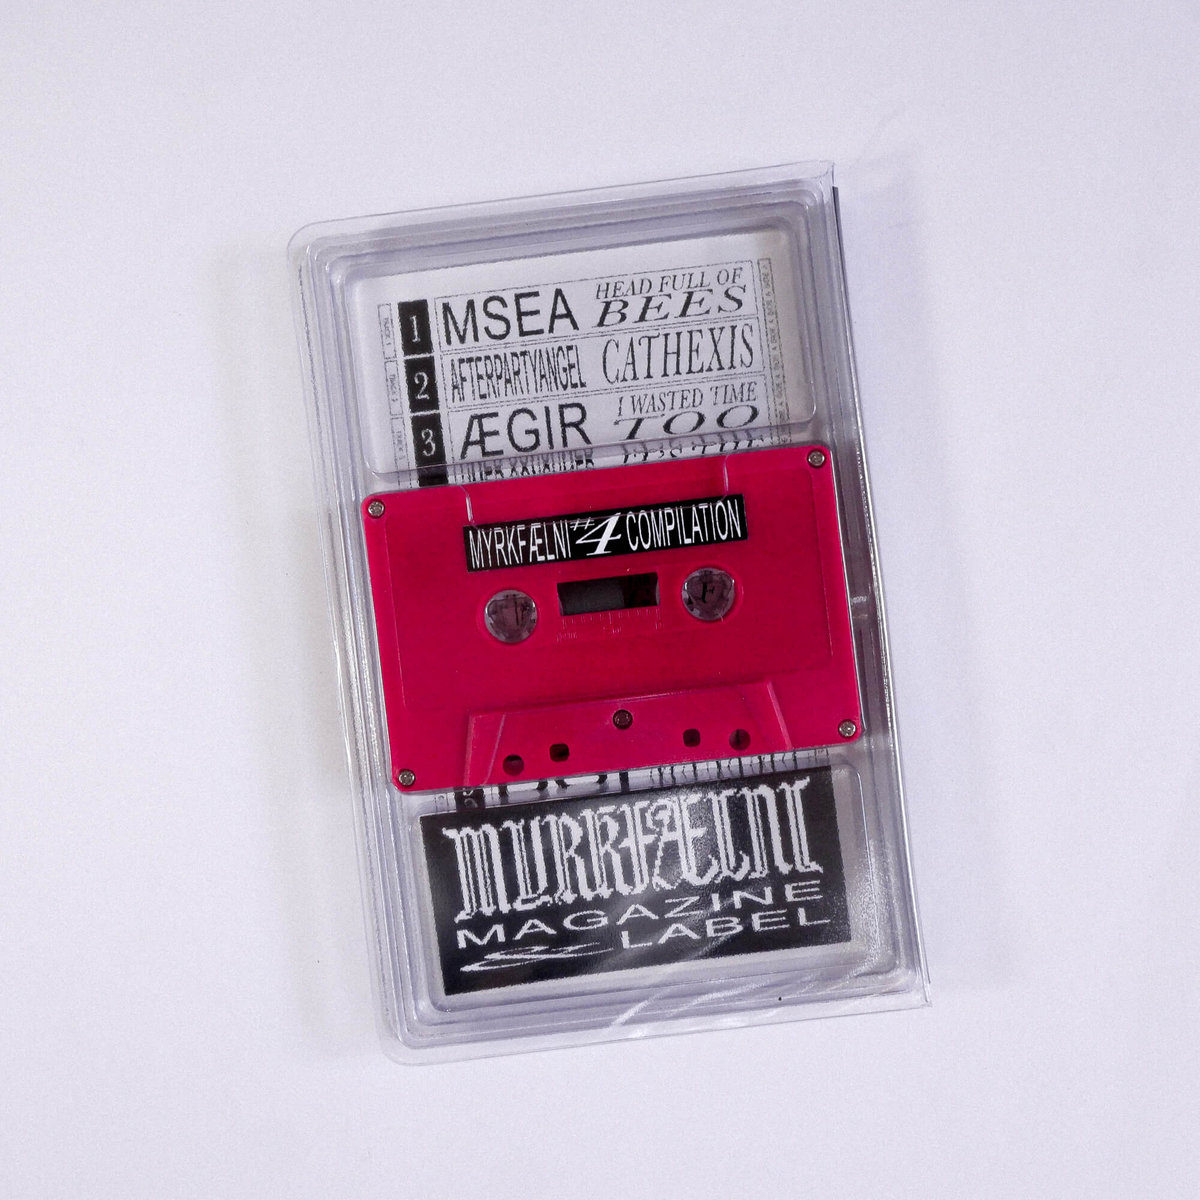 1 MSEA HEAD FULL OF BEES
2 AFTERPARTYANGEL CATHEXIS
3 ÆGIR I WASTED TIME TOO
MYRKFÆLNI #4 COMPILATION
MYRKFÆLNI
MAGAZINE
& LABEL